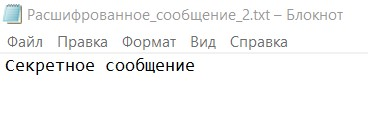 Расшифрованное_сообщение_2.txt – Блокнот
Файл Правка Формат Вид Справка
Секретное сообщение